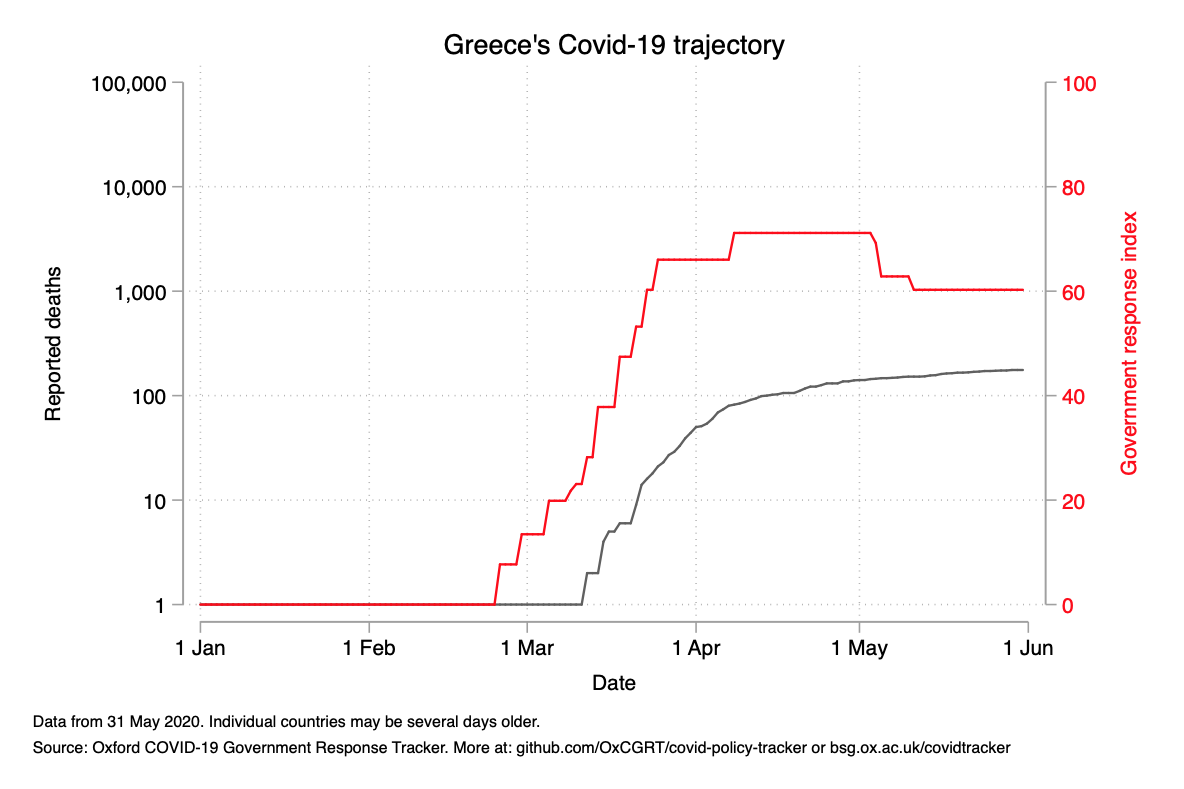 Greece's Covid-19 trajectory
100,000
10,000
1,000
100
10
1
Reported deaths
100
80
60
40
20
0
Government response index
1 Jan
1 Feb
1 Mar
1 Apr
1 May
1 Jun
Date
Data from 31 May 2020. Individual countries may be several days older.
Source: Oxford COVID-19 Government Response Tracker. More at: github.com/OxCGRT/covid-policy-tracker or bsg.ox.ac.uk/covidtracker